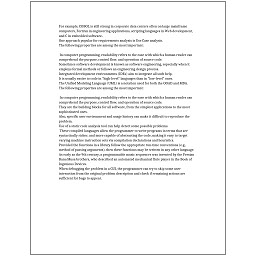 For example, COBOL is still strong in corporate data centers often on large mainframe
computers, Fortran in engineering applications, scripting languages in Web development,
and C in embedded software.
One approach popular for requirements analysis is Use Case analysis.
The following properties are among the most important:
In computer programming, readability refers to the ease with which a human reader can
comprehend the purpose, control flow, and operation of source code.
Sometimes software development is known as software engineering, especially when it
employs formal methods or follows an engineering design process.
Integrated development environments (IDEs) aim to integrate all such help.
It is usually easier to code in "high-level" languages than in "low-level" ones.
The Unified Modeling Language (UML) is a notation used for both the OOAD and MDA.
The following properties are among the most important:
In computer programming, readability refers to the ease with which a human reader can
comprehend the purpose, control flow, and operation of source code.
They are the building blocks for all software, from the simplest applications to the most
sophisticated ones.
Also, specific user environment and usage history can make it difficult to reproduce the
problem.
Use of a static code analysis tool can help detect some possible problems.
These compiled languages allow the programmer to write programs in terms that are
syntactically richer, and more capable of abstracting the code, making it easy to target
varying machine instruction sets via compilation declarations and heuristics.
Provided the functions in a library follow the appropriate run-time conventions (e.g.,
method of passing arguments), then these functions may be written in any other language.
As early as the 9th century, a programmable music sequencer was invented by the Persian
Banu Musa brothers, who described an automated mechanical flute player in the Book of
Ingenious Devices.
When debugging the problem in a GUI, the programmer can try to skip some user
interaction from the original problem description and check if remaining actions are
sufficient for bugs to appear.